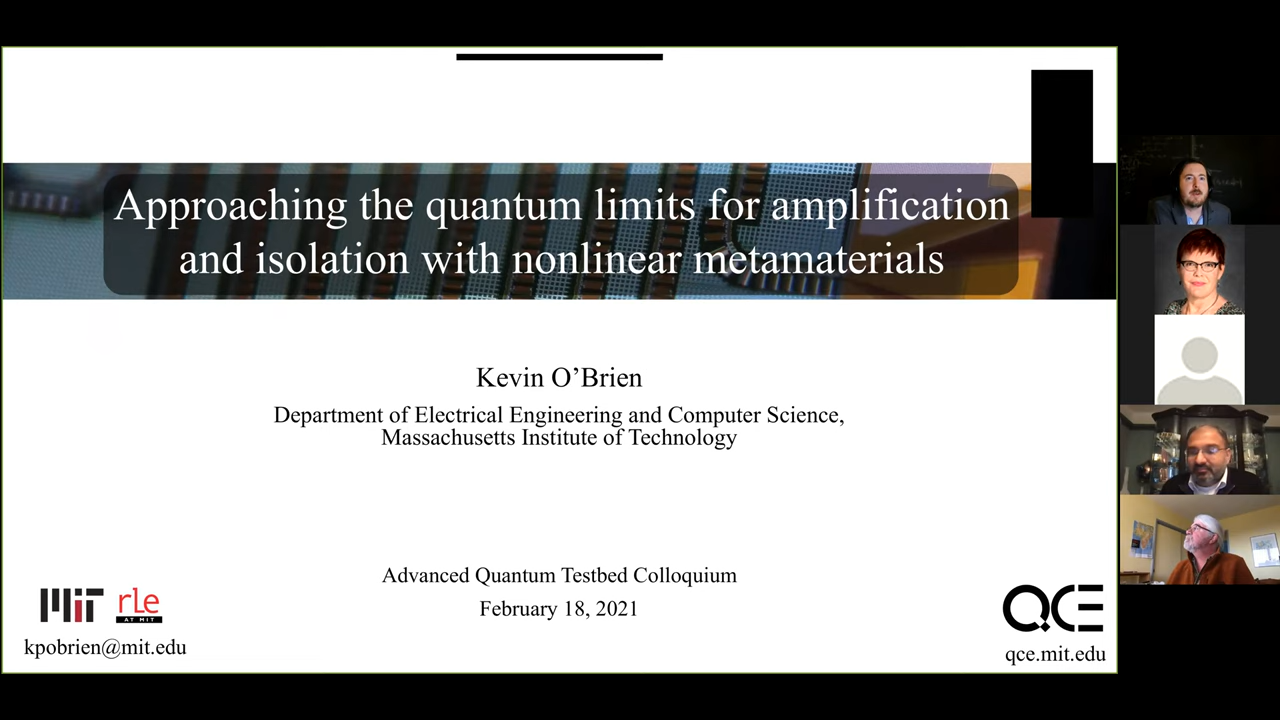 Approaching the quantum limits for amplification
and isolation with nonlinear metamaterials
Kevin O’Brien
Department of Electrical Engineering and Computer Science,
Massachusetts Institute of Technology
Advanced Quantum Testbed Colloquium
February 18, 2021
MIT rle
AT MIT
kpobrien@mit.edu
QCE
qce.mit.edu